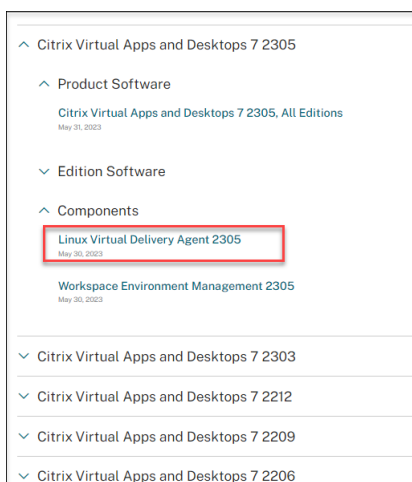 Citrix Virtual Apps and Desktops 7 2305
Product Software
Citrix Virtual Apps and Desktops 7 2305, All Editions
May 31, 2023
Edition Software
Components
Linux Virtual Delivery Agent 2305
May 30, 2023
Workspace Environment Management 2305
May 30, 2023
Citrix Virtual Apps and Desktops 7 2303
Citrix Virtual Apps and Desktops 7 2212
Citrix Virtual Apps and Desktops 7 2209
Citrix Virtual Apps and Desktops 7 2206